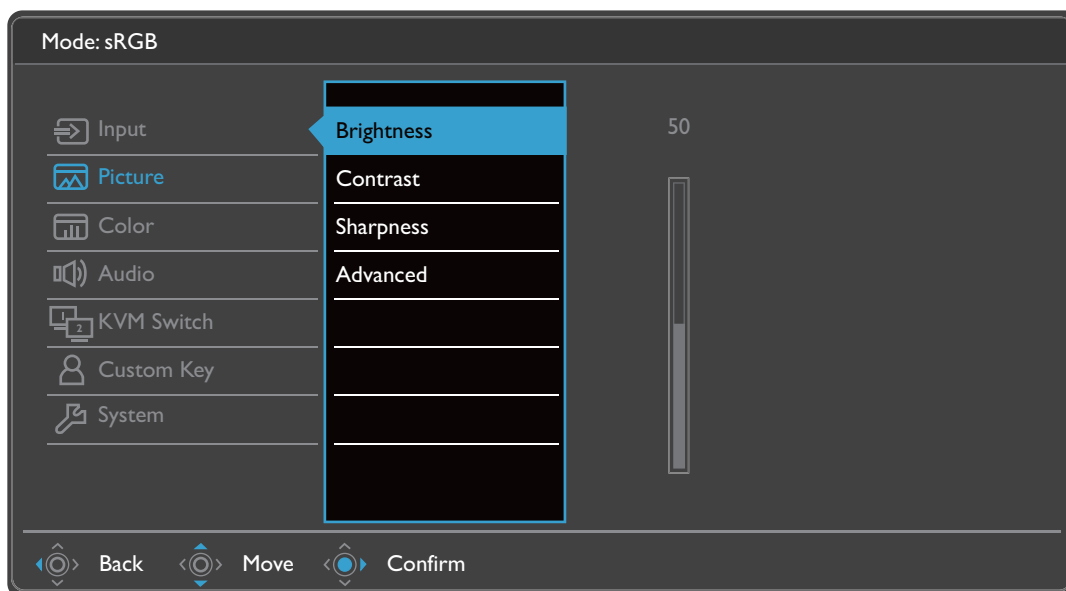 Mode: sRGB
Input
Brightness
50
Picture
Contrast
Color
Sharpness
Audio
Advanced
1
2
KVM Switch
Custom Key
System
Back
Move
Confirm